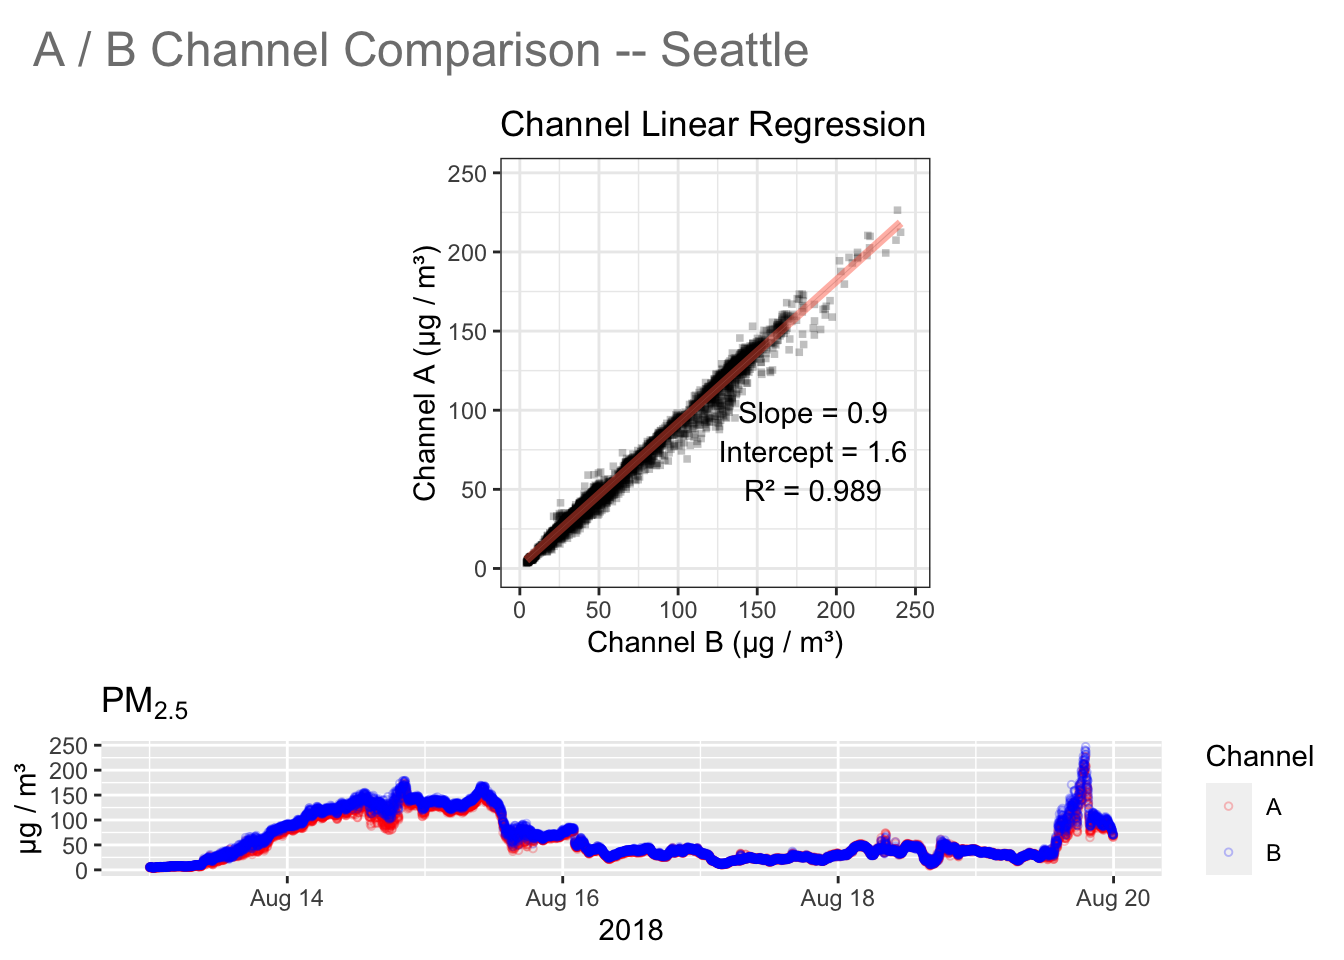 A / B Channel Comparison -- Seattle
Channel Linear Regression
Channel A (µg / m³)
250
200
150
100
50
0
Slope = 0.9
Intercept = 1.6
R² = 0.989
0 50 100 150 200 250
Channel B (µg / m³)
PM₂.₅
µg / m³
250
200
150
100
50
0
Aug 14 Aug 16 Aug 18 Aug 20
2018
Channel
A
B